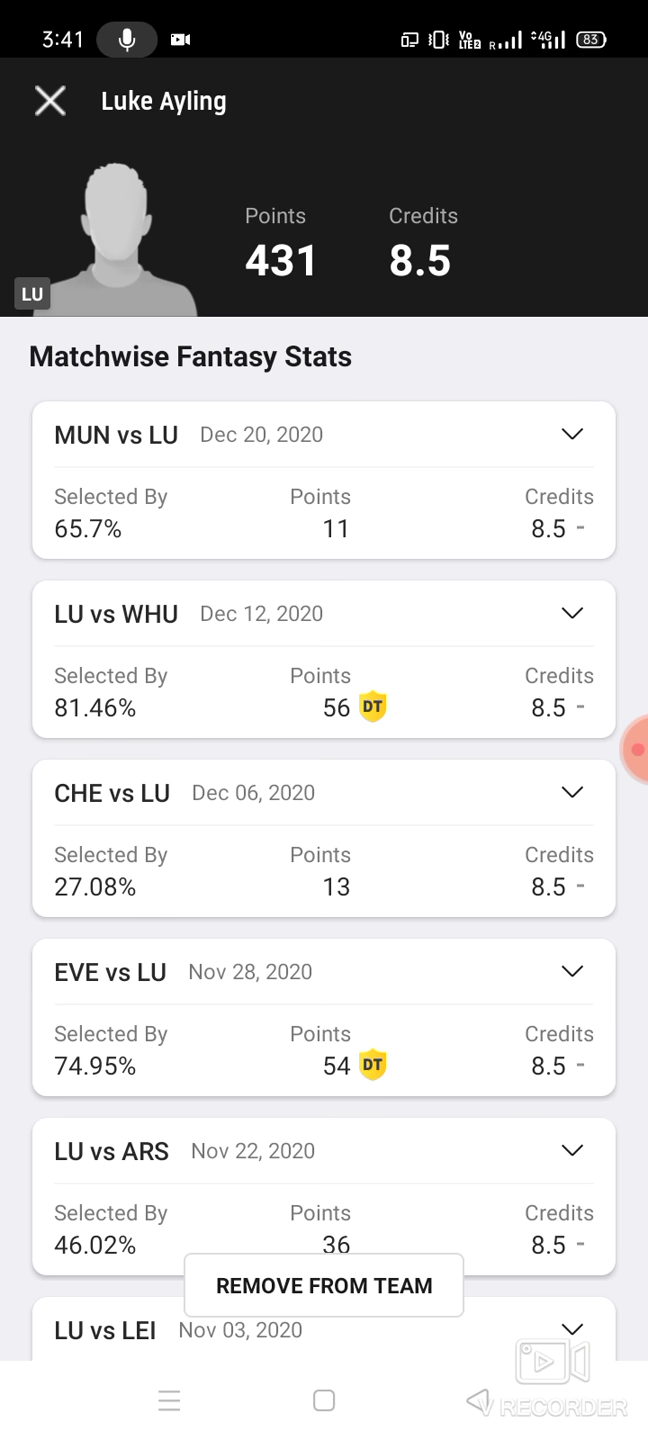 3:41 Vo LTE2 R 4G 83
Luke Ayling
Points Credits
431 8.5
LU
Matchwise Fantasy Stats
MUN vs LU Dec 20, 2020
Selected By Points Credits
65.7% 11 8.5 -
LU vs WHU Dec 12, 2020
Selected By Points Credits
81.46% 56 DT 8.5 -
CHE vs LU Dec 06, 2020
Selected By Points Credits
27.08% 13 8.5 -
EVE vs LU Nov 28, 2020
Selected By Points Credits
74.95% 54 DT 8.5 -
LU vs ARS Nov 22, 2020
Selected By Points Credits
46.02% 36 8.5 -
REMOVE FROM TEAM
LU vs LEI Nov 03, 2020
V RECORDER